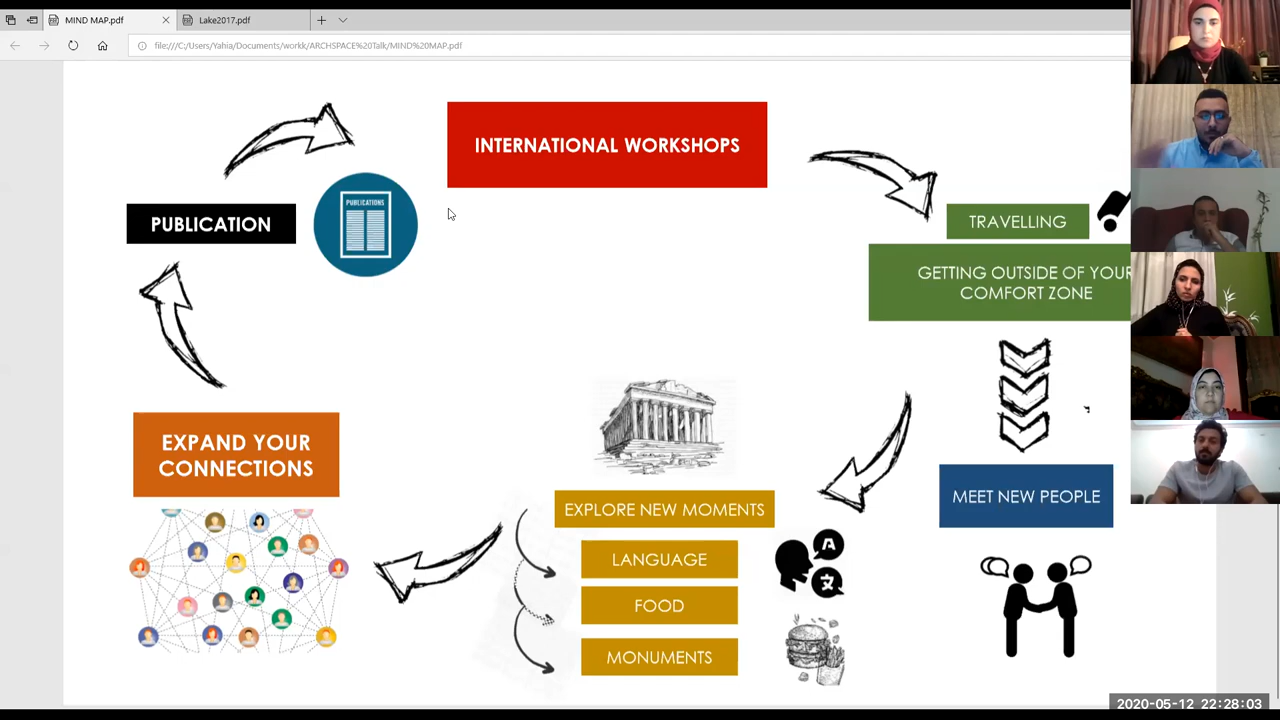 MIND MAP.pdf
Lake2017.pdf
file:///C:/Users/Yahia/Documents/workk/ARCHSPACE%20Talk/MIND%20MAP.pdf
INTERNATIONAL WORKSHOPS
PUBLICATION
PUBLICATIONS
TRAVELLING
GETTING OUTSIDE OF YOUR
COMFORT ZONE
EXPAND YOUR
CONNECTIONS
MEET NEW PEOPLE
EXPLORE NEW MOMENTS
LANGUAGE
A
文
FOOD
MONUMENTS
2020-05-12 22:28:03